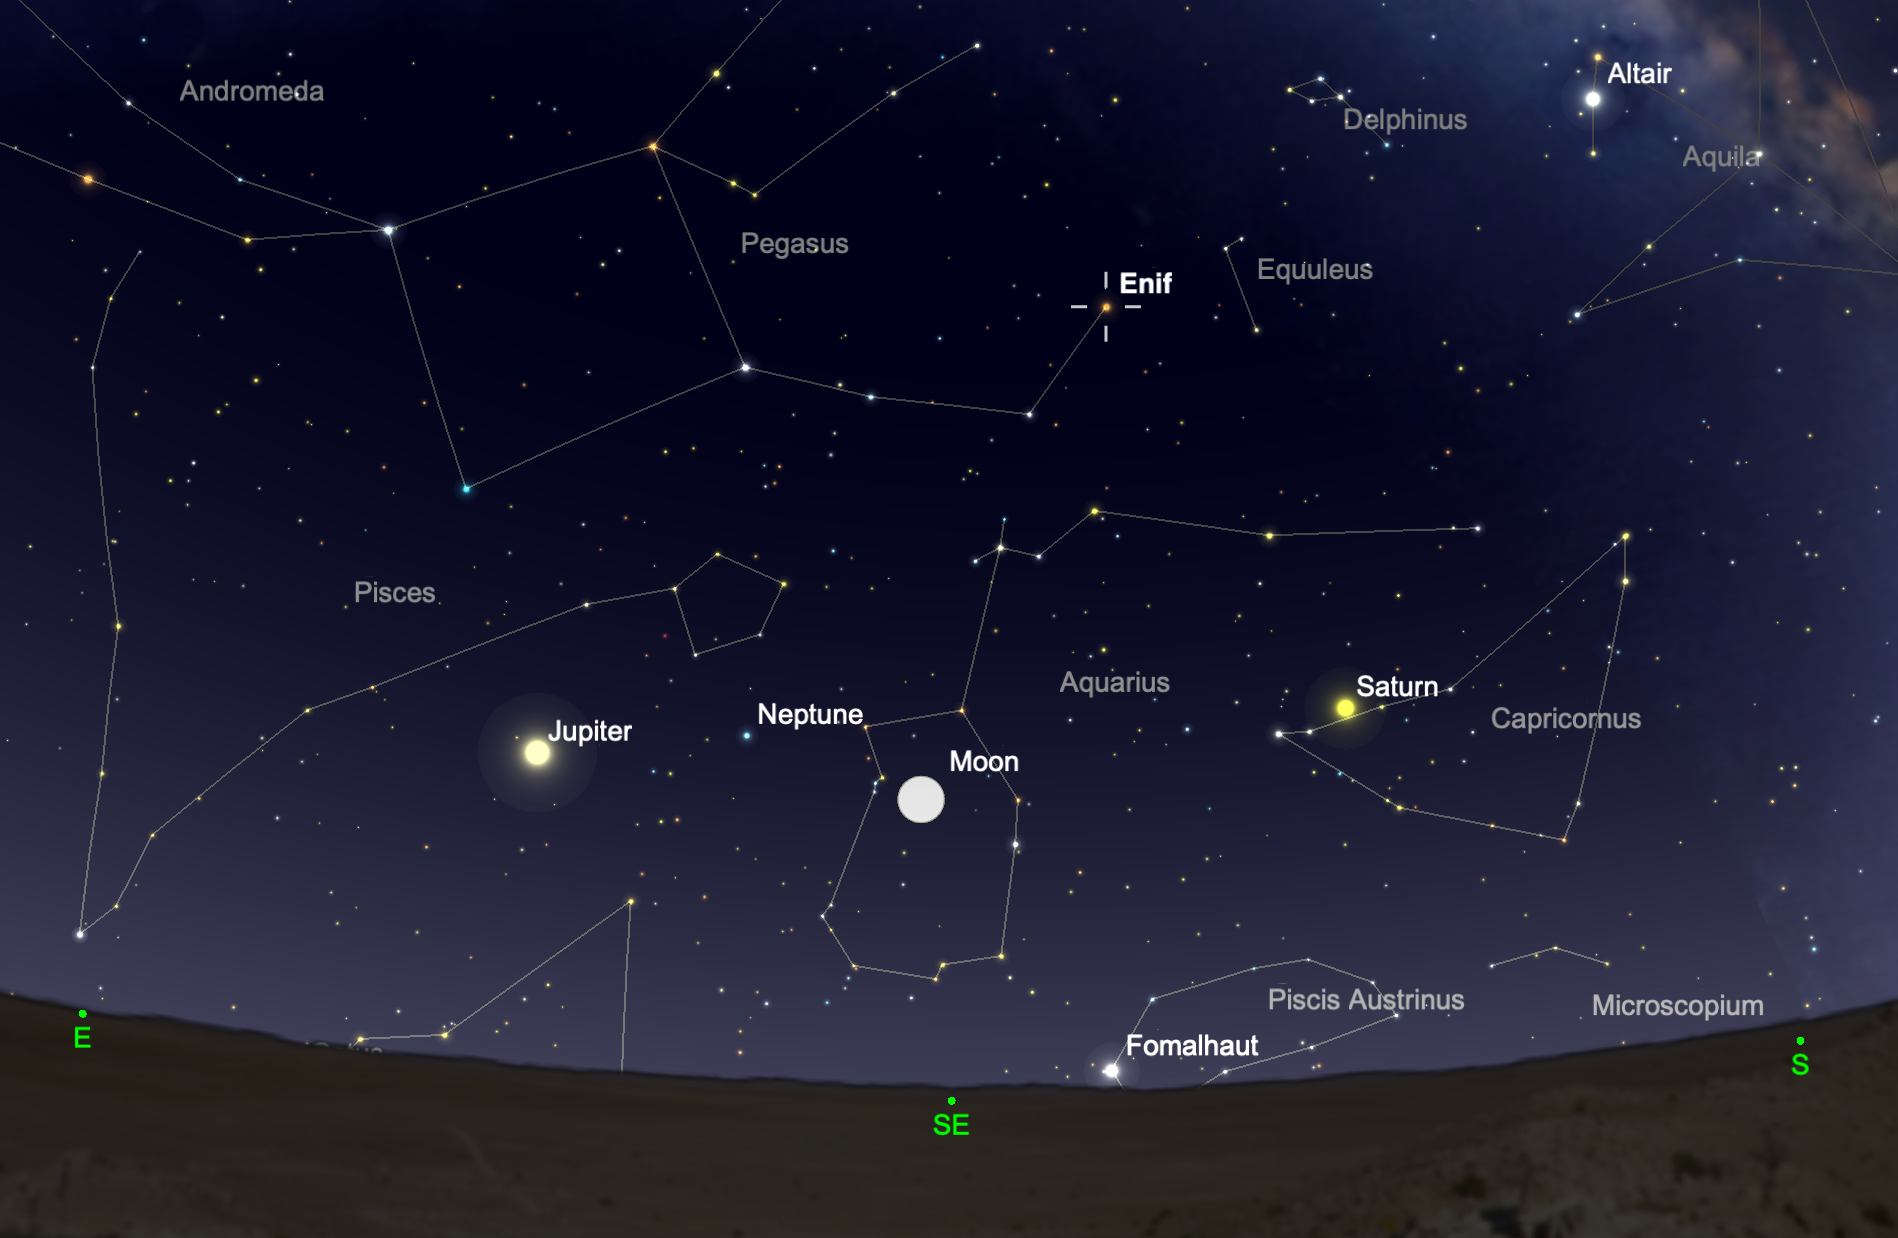 Andromeda
Altair
Delphinus
Aquila
Pegasus
Equuleus
Enif
Pisces
Aquarius
Saturn
Neptune
Jupiter
Capricornus
Moon
Piscis Austrinus
Microscopium
Fomalhaut
E
S
SE